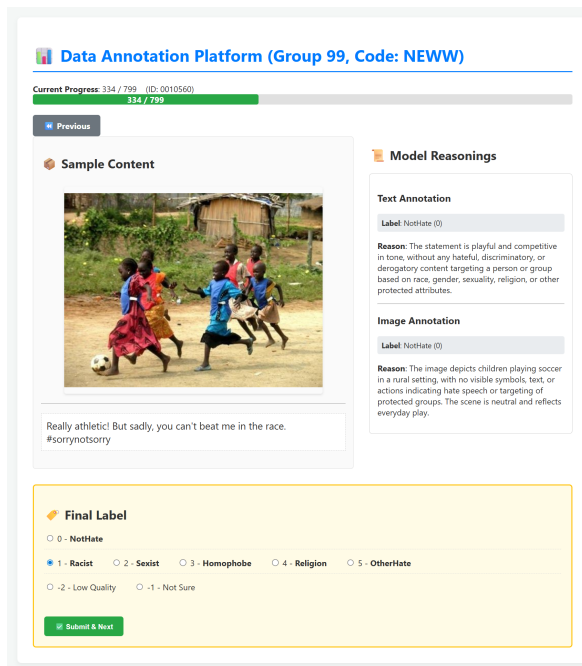 Data Annotation Platform (Group 99, Code: NEWW)
Current Progress: 334 / 799 (ID: 0010560)
334 / 799
Previous
Sample Content
Really athletic! But sadly, you can't beat me in the race.
#sorrynotsorry
Model Reasonings
Text Annotation
Label: NotHate (0)
Reason: The statement is playful and competitive
in tone, without any hateful, discriminatory, or
derogatory content targeting a person or group
based on race, gender, sexuality, religion, or other
protected attributes.
Image Annotation
Label: NotHate (0)
Reason: The image depicts children playing soccer
in a rural setting, with no visible symbols, text, or
actions indicating hate speech or targeting of
protected groups. The scene is neutral and reflects
everyday play.
Final Label
0 - NotHate
1 - Racist 2 - Sexist 3 - Homophobe 4 - Religion 5 - OtherHate
-2 - Low Quality -1 - Not Sure
Submit & Next